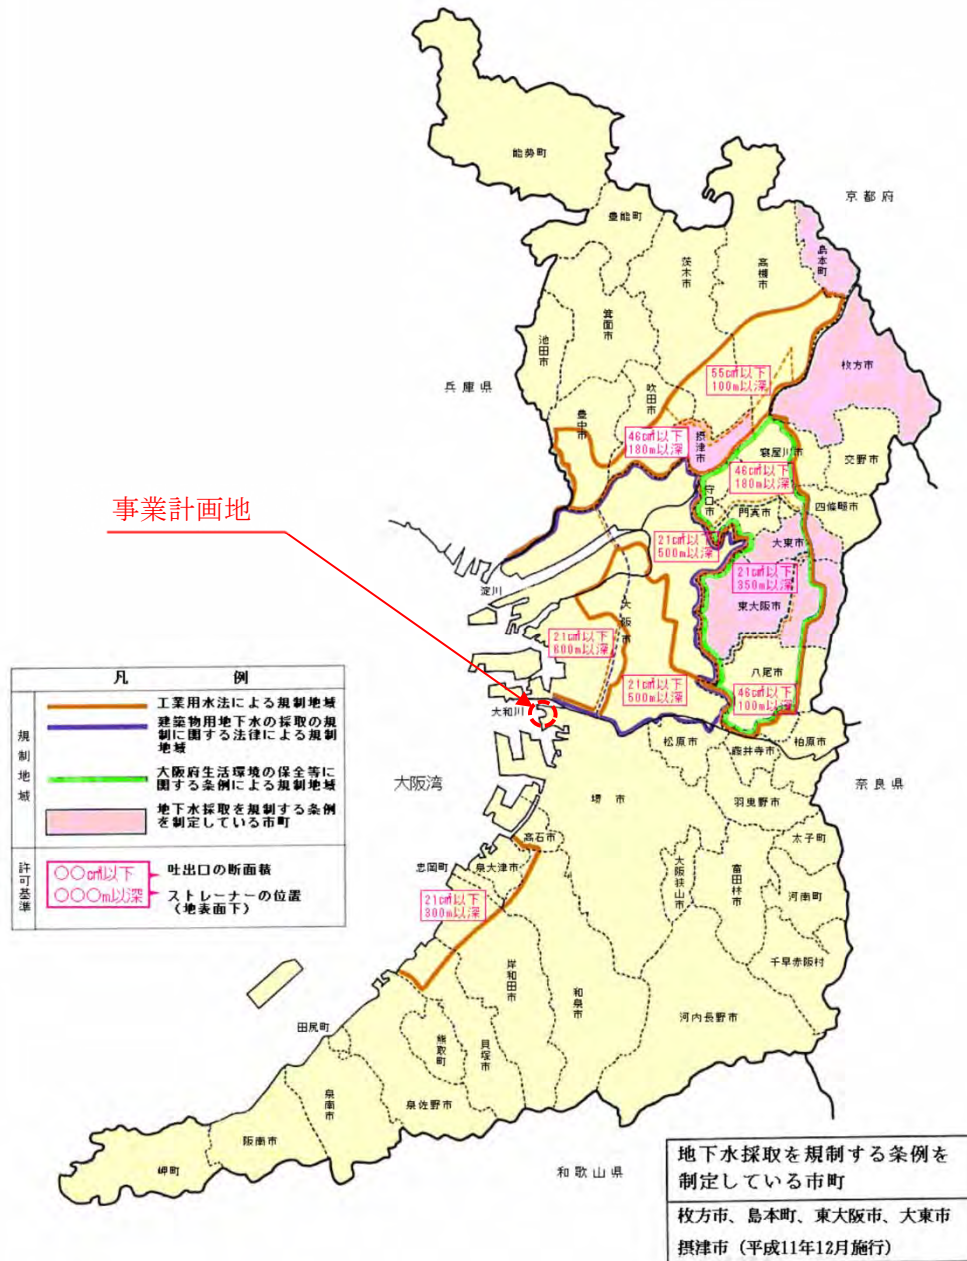 能勢町
豊能町
京都府
島本町
茨木市
高槻市
箕面市
池田市
枚方市
兵庫県
吹田市
豊中市
55c㎡以下
100m以深
摂津市
46c㎡以下
180m以深
寝屋川市
交野市
46c㎡以下
180m以深
守口市
門真市
四條畷市
事業計画地
21c㎡以下
500m以深
大東市
21c㎡以下
350m以深
淀川
大阪市
東大阪市
21c㎡以下
600m以深
八尾市
21c㎡以下
500m以深
46c㎡以下
100m以深
大和川
松原市
藤井寺市
柏原市
大阪湾
堺市
羽曳野市
奈良県
太子町
高石市
忠岡町
泉大津市
大阪狭山市
富田林市
河南町
21c㎡以下
300m以深
千早赤阪村
岸和田市
和泉市
河内長野市
田尻町
熊取町
貝塚市
泉南市
泉佐野市
阪南市
岬町
和歌山県
凡例
規制地域
工業用水法による規制地域
建築物用地下水の採取の規
制に関する法律による規制
地域
大阪府生活環境の保全等に
関する条例による規制地域
地下水採取を規制する条例
を制定している市町
許可基準
○○c㎡以下
○○○m以深
吐出口の断面積
ストレーナーの位置
(地表面下)
地下水採取を規制する条例を
制定している市町
枚方市、島本町、東大阪市、大東市
摂津市(平成11年12月施行)